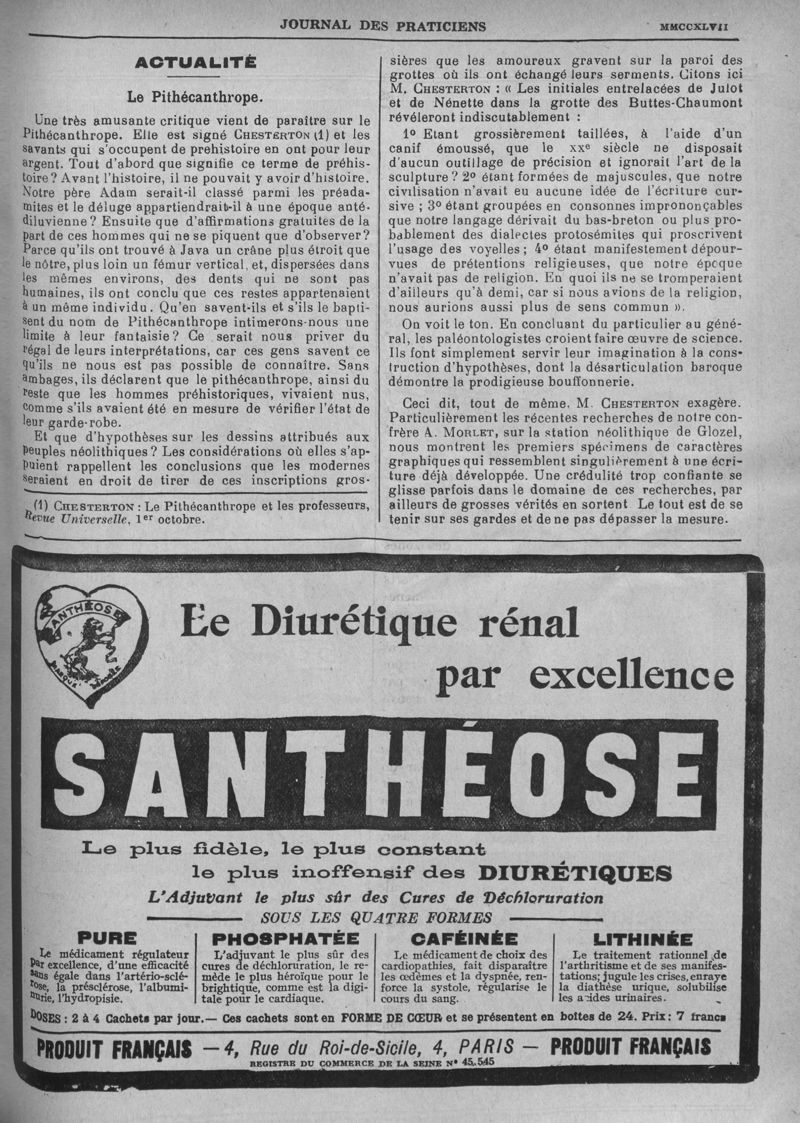 JOURNAL DES PRATICIENS
MMCCXLVII
ACTUALITÉ
Le Pithécanthrope.
Une très amusante critique vient de paraître sur le
Pithécanthrope. Elle est signé CHESTERTON (1) et les
savants qui s'occupent de prehistoire en ont pour leur
argent. Tout d'abord que signifie ce terme de préhis-
toire ? Avant l'histoire, il ne pouvait y avoir d'histoire.
Notre père Adam serait-il classé parmi les préada-
mites et le déluge appartiendrait-il à une époque anté-
diluvienne ? Ensuite que d'affirmations gratuites de la
part de ces hommes qui ne se piquent que d'observer ?
Parce qu'ils ont trouvé à Java un crâne plus étroit que
le nôtre, plus loin un fémur vertical, et, dispersées dans
les mêmes environs, des dents qui ne sont pas
humaines, ils ont conclu que ces restes appartenaient
à un même individu. Qu'en savent-ils et s'ils le bapti-
sent du nom de Pithécanthrope intimerons-nous une
limite à leur fantaisie ? Ce serait nous priver du
régal de leurs interprétations, car ces gens savent ce
qu'ils ne nous est pas possible de connaître. Sans
ambages, ils déclarent que le pithécanthrope, ainsi du
reste que les hommes préhistoriques, vivaient nus,
comme s'ils avaient été en mesure de vérifier l'état de
leur garde-robe.
Et que d'hypothèses sur les dessins attribués aux
peuples néolithiques ? Les considérations où elles s'ap-
puient rappellent les conclusions que les modernes
seraient en droit de tirer de ces inscriptions gros-
(1) CHESTERTON : Le Pithécanthrope et les professeurs,
Revue Universelle, 1er octobre.
sières que les amoureux gravent sur la paroi des
grottes où ils ont échangé leurs serments. Citons ici
M. CHESTERTON : « Les initiales entrelacées de Julot
et de Nénette dans la grotte des Buttes-Chaumont
révéleront indiscutablement :
1o Etant grossièrement taillées, à l'aide d'un
canif émoussé, que le XXe siècle ne disposait
d'aucun outillage de précision et ignorait l'art de la
sculpture ? 2o étant formées de majuscules, que notre
civilisation n'avait eu aucune idée de l'écriture cur-
sive ; 3o étant groupées en consonnes imprononçables
que notre langage dérivait du bas-breton ou plus pro-
bablement des dialectes protosémites qui proscrivent
l'usage des voyelles ; 4o étant manifestement dépour-
vues de prétentions religieuses, que notre époque
n'avait pas de religion. En quoi ils ne se tromperaient
d'ailleurs qu'à demi, car si nous avions de la religion,
nous aurions aussi plus de sens commun ».
On voit le ton. En concluant du particulier au géné-
ral, les paléontologistes croient faire œuvre de science.
Ils font simplement servir leur imagination à la cons-
truction d'hypothèses, dont la désarticulation baroque
démontre la prodigieuse bouffonnerie.
Ceci dit, tout de même, M. CHESTERTON exagère.
Particulièrement les récentes recherches de notre con-
frère A. MORLET, sur la station néolithique de Glozel,
nous montrent les premiers spécimens de caractères
graphiques qui ressemblent singulièrement à une écri-
ture déjà développée. Une crédulité trop confiante se
glisse parfois dans le domaine de ces recherches, par
ailleurs de grosses vérités en sortent Le tout est de se
tenir sur ses gardes et de ne pas dépasser la mesure.
SANTHÉOSE
MARQUE DÉPOSÉE
Le Diurétique rénal
par excellence
SANTHÉOSE
Le plus fidèle, le plus constant
le plus inoffensif des DIURÉTIQUES
L'Adjuvant le plus sûr des Cures de Déchloruration
SOUS LES QUATRE FORMES
PURE
Le médicament régulateur
par excellence, d'une efficacité
sans égale dans l'artério-sclé-
rose, la présclérose, l'albumi-
nurie, l'hydropisie.
PHOSPHATÉE
L'adjuvant le plus sûr des
cures de déchloruration, le re-
mède le plus héroïque pour le
brightique, comme est la digi-
tale pour le cardiaque.
CAFÉINÉE
Le médicament de choix des
cardiopathies, fait disparaître
les œdèmes et la dyspnée, ren-
force la systole, régularise le
cours du sang.
LITHINÉE
Le traitement rationnel de
l'arthritisme et de ses manifes-
tations; jugule les crises, enraye
la diathèse urique, solubilise
les acides urinaires.
DOSES : 2 à 4 Cachets par jour. — Ces cachets sont en FORME DE CŒUR et se présentent en boîtes de 24. Prix : 7 francs
PRODUIT FRANÇAIS — 4, Rue du Roi-de-Sicile, 4, PARIS — PRODUIT FRANÇAIS
REGISTRE DU COMMERCE DE LA SEINE No 45.545